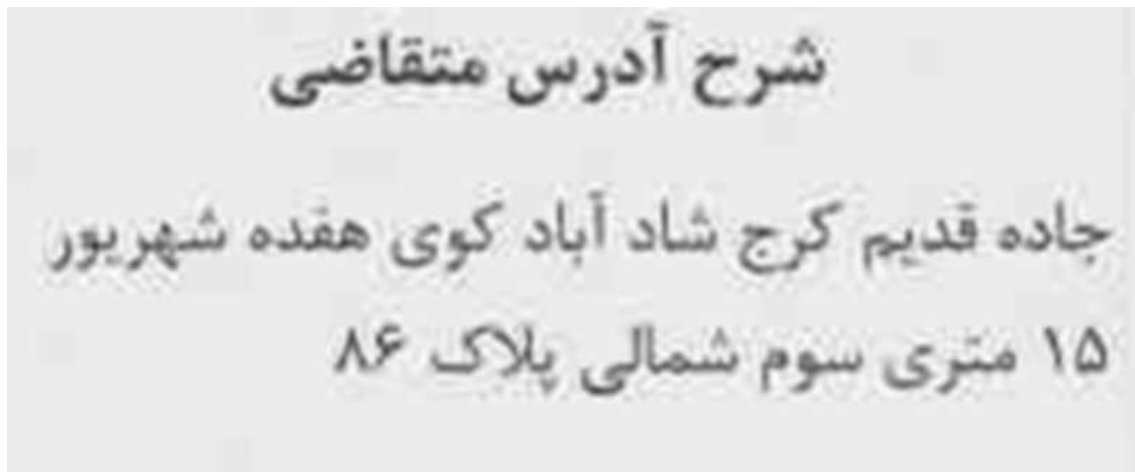 شرح آدرس متقاضی
جاده قدیم کرج شاد آباد کوی هفده شهریور
۱۵ متری سوم شمالی پلاک ۸۶